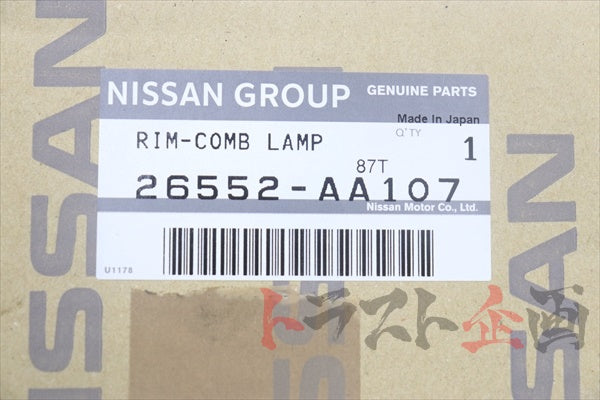 NISSAN GROUP GENUINE PARTS
Made In Japan
RIM-COMB LAMP Q'TY 1
87T
26552-AA107
Nissan Motor Co., Ltd.
U1178
トラスト企画
NISSAN
NISSAN
NISSAN